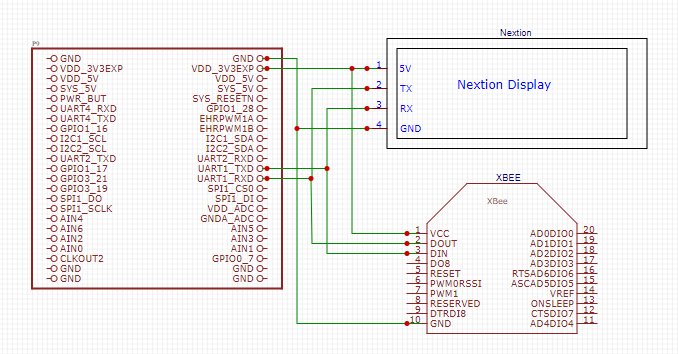 P9
GND GND
VDD_3V3EXP VDD_3V3EXP
VDD_5V VDD_5V
SYS_5V SYS_5V
PWR_BUT SYS_RESETN
UART4_RXD GPIO1_28
UART4_TXD EHRPWM1A
GPIO1_16 EHRPWM1B
I2C1_SCL I2C1_SDA
I2C2_SCL I2C2_SDA
UART2_TXD UART2_RXD
GPIO1_17 UART1_TXD
GPIO3_21 UART1_RXD
GPIO3_19 SPI1_CS0
SPI1_DO SPI1_DI
SPI1_SCLK VDD_ADC
AIN4 GNDA_ADC
AIN6 AIN5
AIN2 AIN3
AIN0 AIN1
CLKOUT2 GPIO0_7
GND GND
GND GND
Nextion
1 5V
2 TX
3 RX
4 GND
Nextion Display
XBEE
XBee
1 VCC AD0DIO0 20
2 DOUT AD1DIO1 19
3 DIN AD2DIO2 18
4 DO8 AD3DIO3 17
5 RESET RTSAD6DIO6 16
6 PWM0RSSI ASCAD5DIO5 15
7 PWM1 VREF 14
8 RESERVED ONSLEEP 13
9 DTRDI8 CTSDIO7 12
10 GND AD4DIO4 11